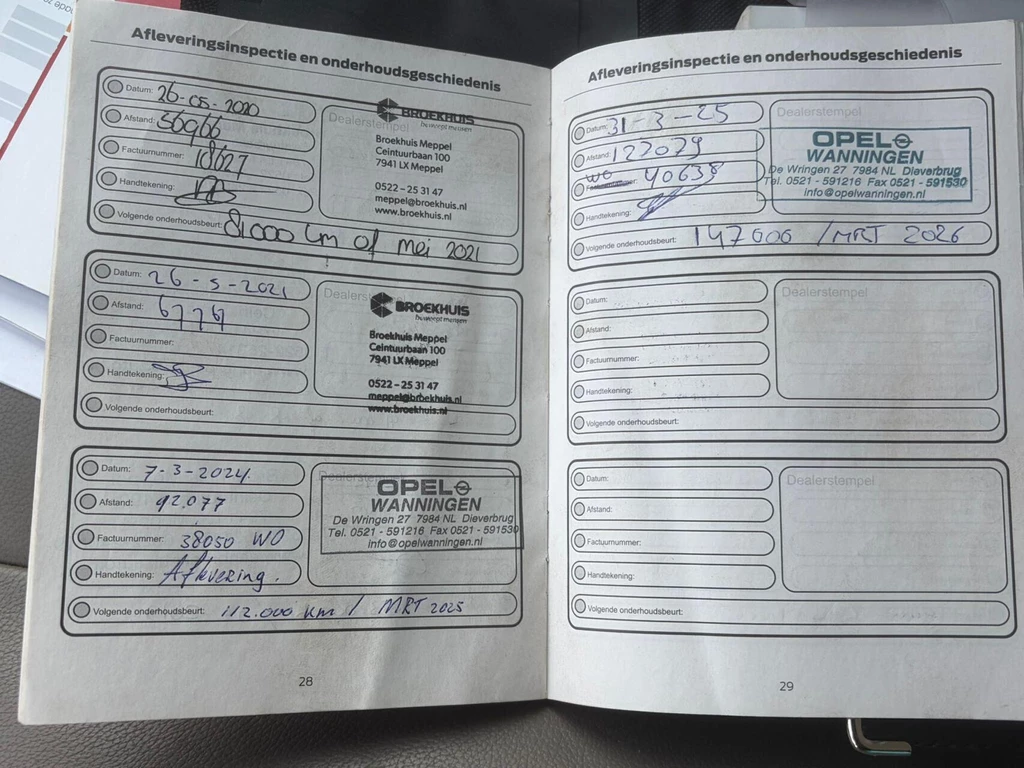 Afleveringsinspectie en onderhoudsgeschiedenis
Datum: 26-05-2020
Afstand: 56966
Factuurnummer: 18627
Handtekening:
Volgende onderhoudsbeurt: 81000 km of mei 2021
Dealerstempel
BROEKHUIS
beweegt mensen
Broekhuis Meppel
Ceintuurbaan 100
7941 LX Meppel
0522 – 25 31 47
meppel@broekhuis.nl
www.broekhuis.nl
Datum: 26-5-2021
Afstand:
Factuurnummer:
Handtekening:
Volgende onderhoudsbeurt:
Dealerstempel
BROEKHUIS
beweegt mensen
Broekhuis Meppel
Ceintuurbaan 100
7941 LX Meppel
0522 – 25 31 47
meppel@broekhuis.nl
www.broekhuis.nl
Datum: 7-3-2024.
Afstand: 92.077
Factuurnummer: 38050 WO
Handtekening: Aflevering.
Volgende onderhoudsbeurt: 112.000 km / MRT 2025
Dealerstempel
OPEL
WANNINGEN
De Wringen 27 7984 NL Dieverbrug
Tel. 0521 - 591216 Fax 0521 - 591530
info@opelwanningen.nl
28
Afleveringsinspectie en onderhoudsgeschiedenis
Datum: 31-3-25
Afstand: 122029
WO
Factuurnummer: 40638
Handtekening:
Volgende onderhoudsbeurt: 147000 / MRT 2026
Dealerstempel
OPEL
WANNINGEN
De Wringen 27 7984 NL Dieverbrug
Tel. 0521 - 591216 Fax 0521 - 591530
info@opelwanningen.nl
Datum:
Afstand:
Factuurnummer:
Handtekening:
Volgende onderhoudsbeurt:
Dealerstempel
Datum:
Afstand:
Factuurnummer:
Handtekening:
Volgende onderhoudsbeurt:
Dealerstempel
29